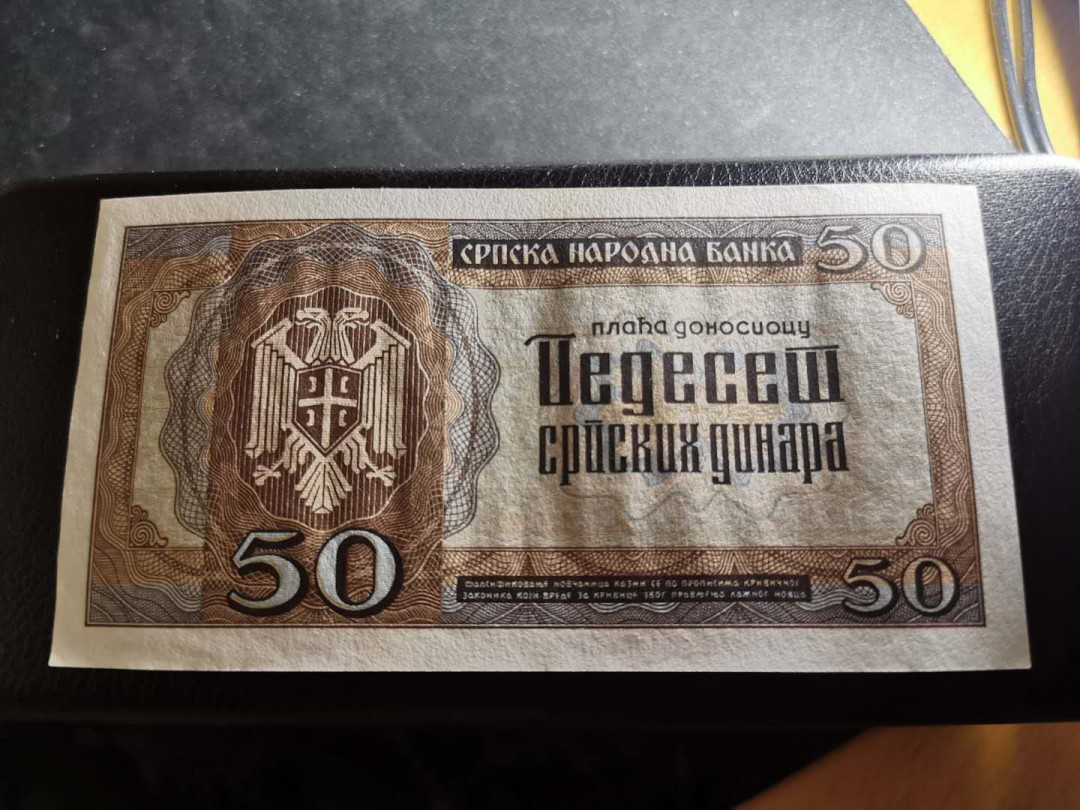 СРПСКА НАРОДНА БАНКА
50
плаћа доносиоцу
Педесет
српских динара
50
50
ФАЛСИФИКОВАЊЕ НОВЧАНИЦА КАЗНИ СЕ ПО ПРОПИСИМА КРИВИЧНОГ
ЗАКОНИКА КОЈИ ВРЕДЕ ЗА КРИВИЦЕ ЗБОГ ПРАВЉЕЊА ЛАЖНОГ НОВЦА